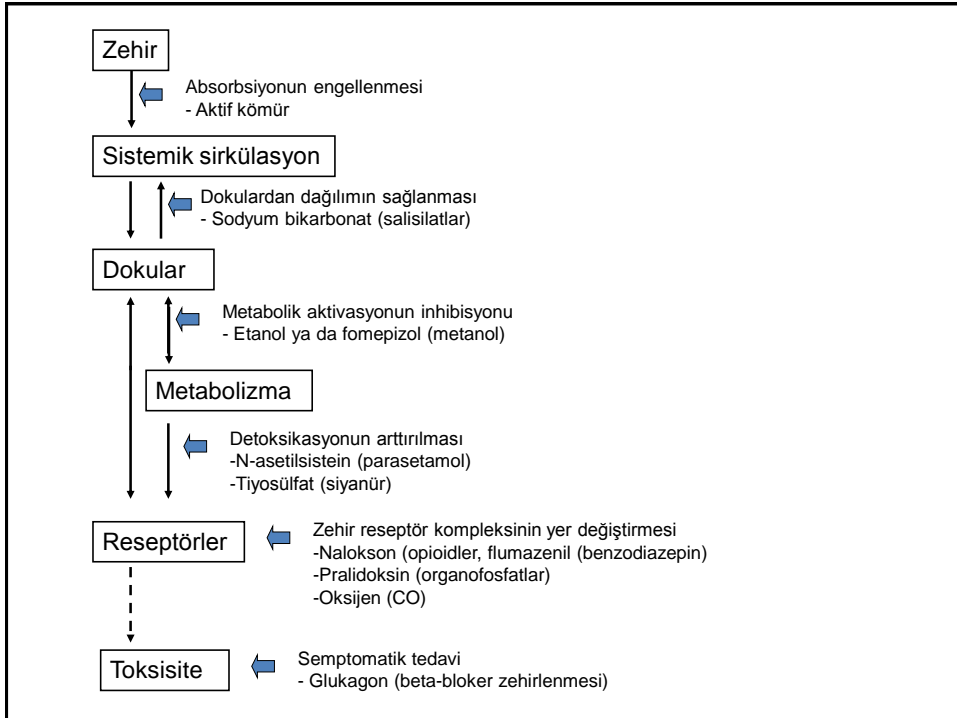 Zehir
Absorbsiyonun engellenmesi
- Aktif kömür
Sistemik sirkülasyon
Dokulardan dağılımın sağlanması
- Sodyum bikarbonat (salisilatlar)
Dokular
Metabolik aktivasyonun inhibisyonu
- Etanol ya da fomepizol (metanol)
Metabolizma
Detoksikasyonun arttırılması
-N-asetilsistein (parasetamol)
-Tiyosülfat (siyanür)
Reseptörler
Zehir reseptör kompleksinin yer değiştirmesi
-Nalokson (opioidler, flumazenil (benzodiazepin)
-Pralidoksin (organofosfatlar)
-Oksijen (CO)
Toksisite
Semptomatik tedavi
- Glukagon (beta-bloker zehirlenmesi)